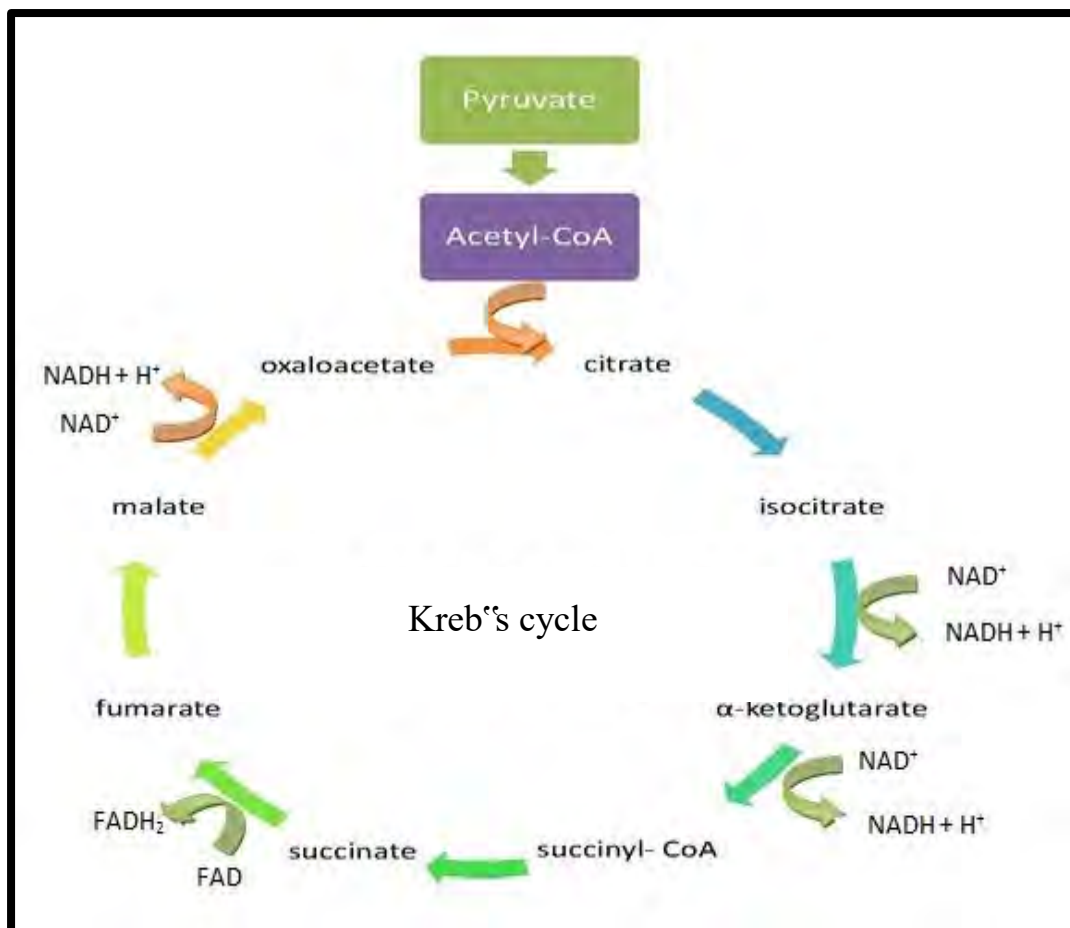 Pyruvate
Acetyl-CoA
oxaloacetate
citrate
NADH + H⁺
NAD⁺
malate
isocitrate
NAD⁺
Kreb‟s cycle
NADH + H⁺
fumarate
α-ketoglutarate
NAD⁺
FADH₂
NADH + H⁺
succinate
succinyl- CoA
FAD